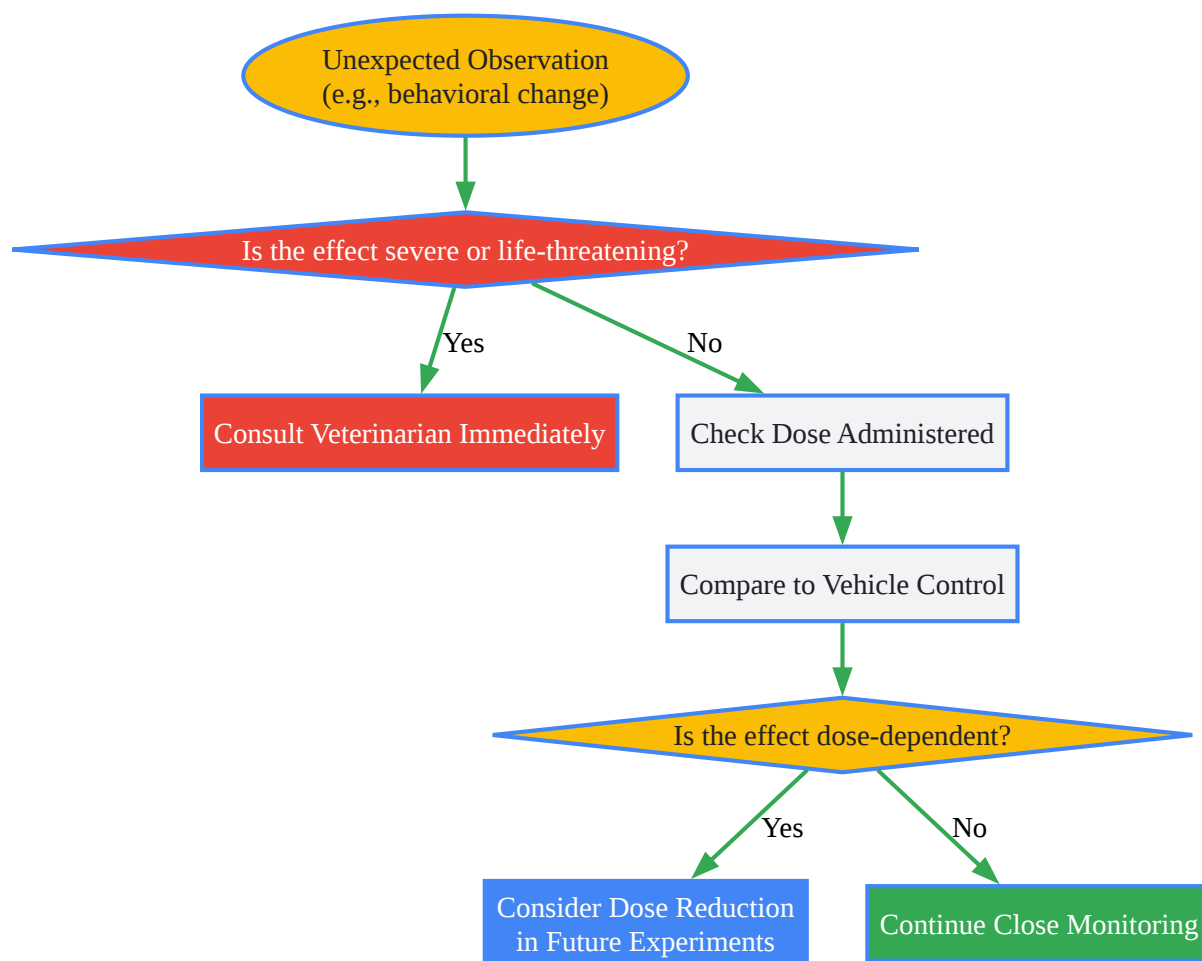 Unexpected Observation
(e.g., behavioral change)
Is the effect severe or life-threatening?
Yes
No
Consult Veterinarian Immediately
Check Dose Administered
Compare to Vehicle Control
Is the effect dose-dependent?
Yes
No
Consider Dose Reduction
in Future Experiments
Continue Close Monitoring